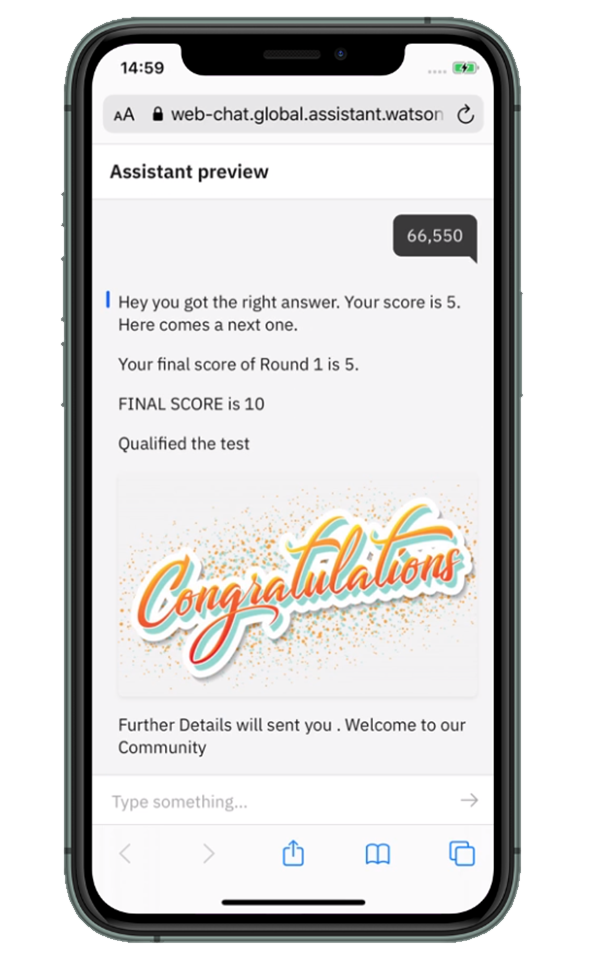 14:59
AA web-chat.global.assistant.watson
Assistant preview
66,550
Hey you got the right answer. Your score is 5.
Here comes a next one.
Your final score of Round 1 is 5.
FINAL SCORE is 10
Qualified the test
Congratulations
Further Details will sent you . Welcome to our
Community
Type something...